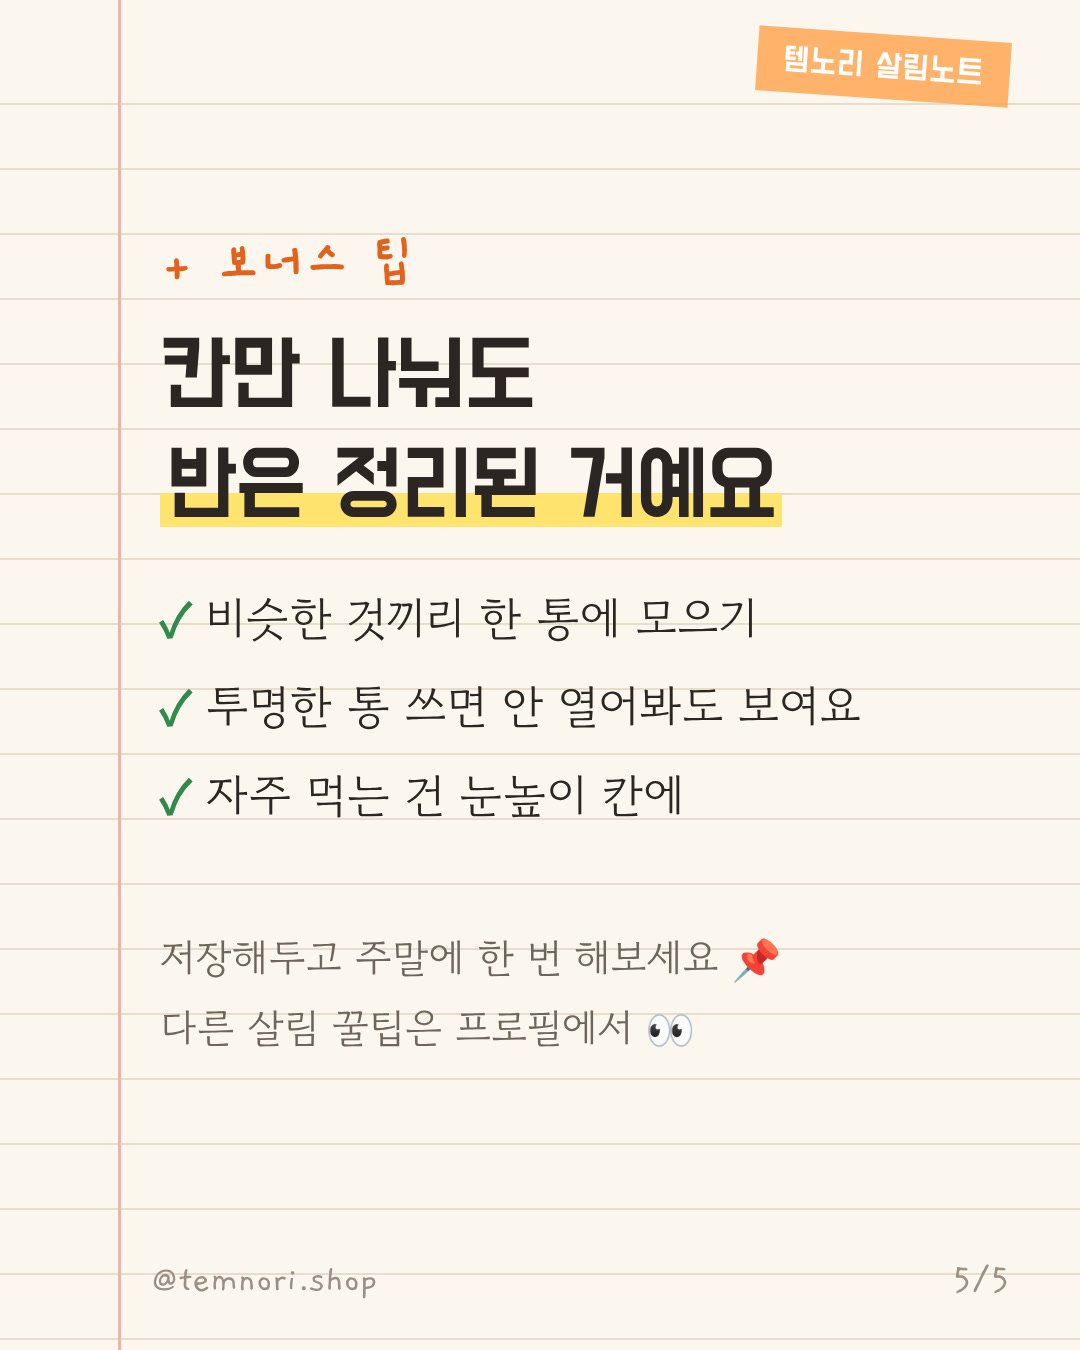 템노리 살림노트
+ 보너스 팁
칸만 나눠도
반은 정리된 거예요
✓ 비슷한 것끼리 한 통에 모으기
✓ 투명한 통 쓰면 안 열어봐도 보여요
✓ 자주 먹는 건 눈높이 칸에
저장해두고 주말에 한 번 해보세요 📌
다른 살림 꿀팁은 프로필에서 👀
@temnori.shop
5/5